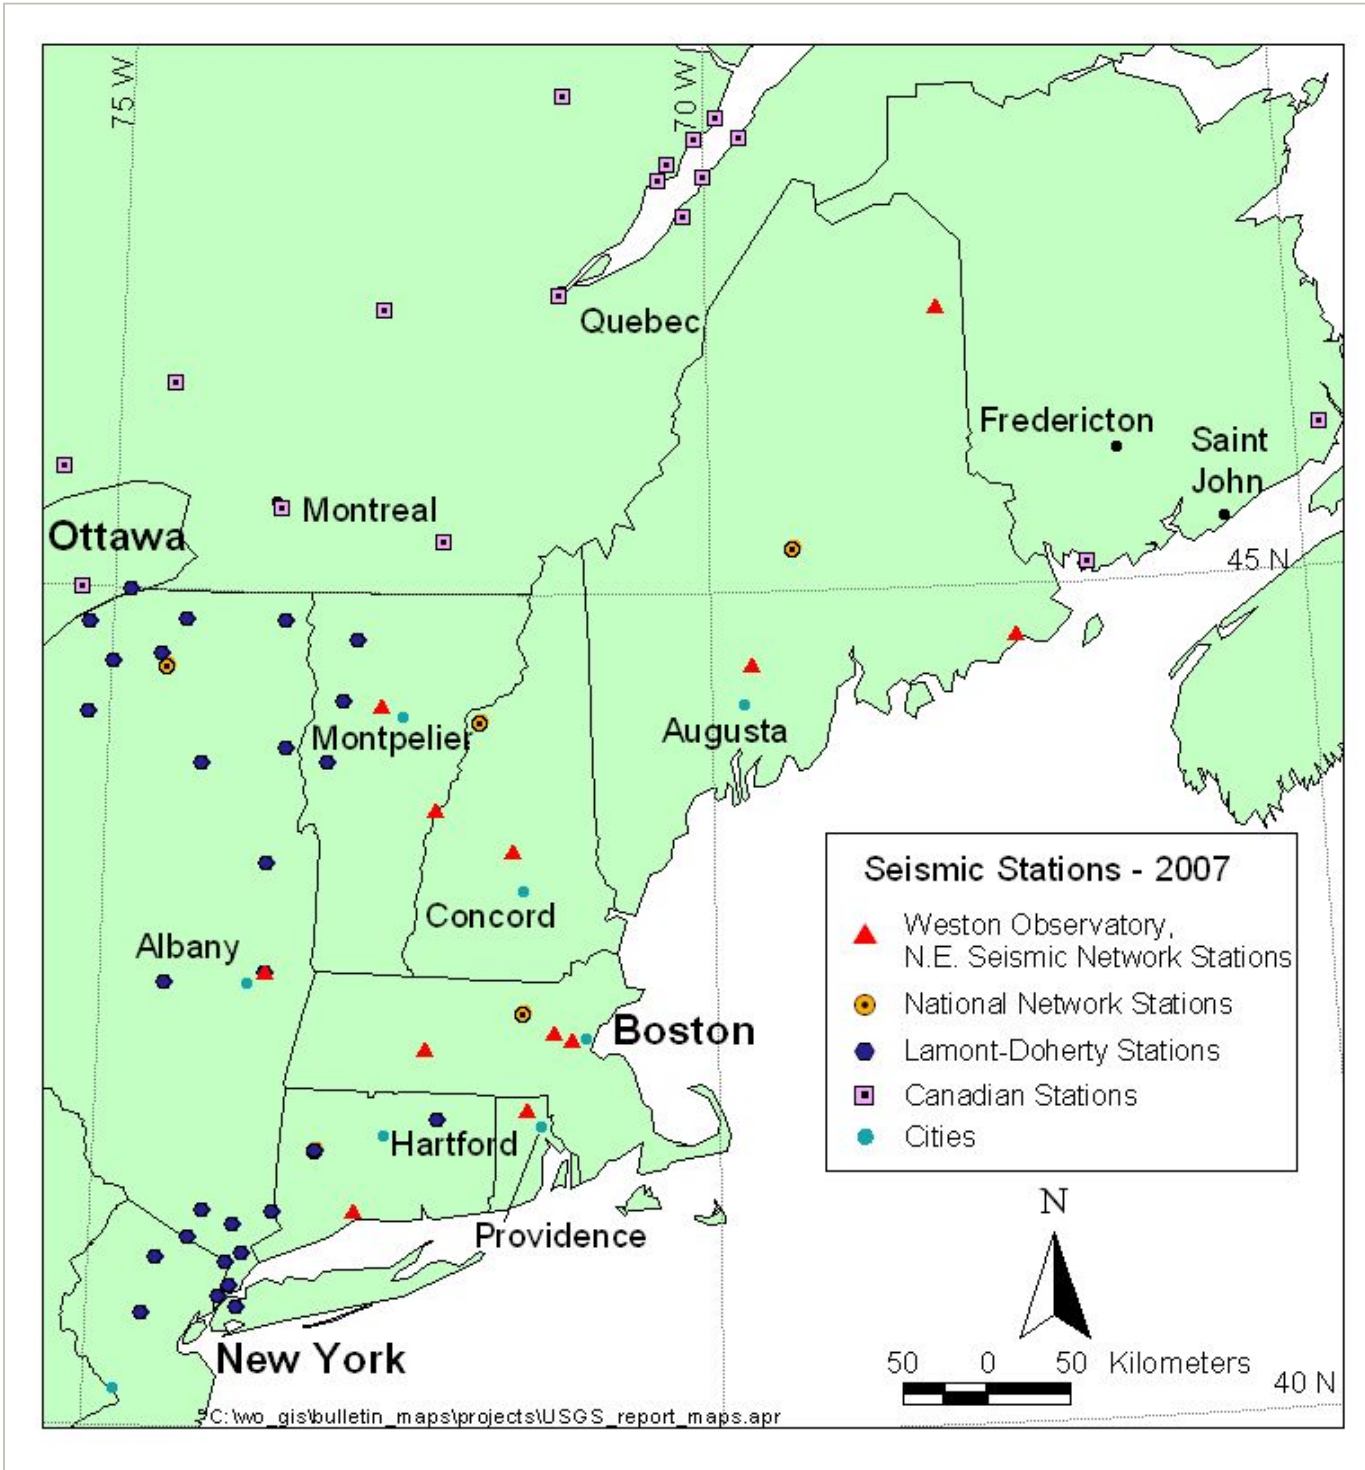 75 W
70 W
Quebec
Fredericton
Saint
John
Montreal
Ottawa
45 N
Montpelier
Augusta
Seismic Stations - 2007
Weston Observatory,
N.E. Seismic Network Stations
National Network Stations
Lamont-Doherty Stations
Canadian Stations
Cities
Concord
Albany
Boston
Hartford
Providence
N
New York
50 0 50 Kilometers
40 N
C:\wo_gis\bulletin_maps\projects\USGS_report_maps.apr